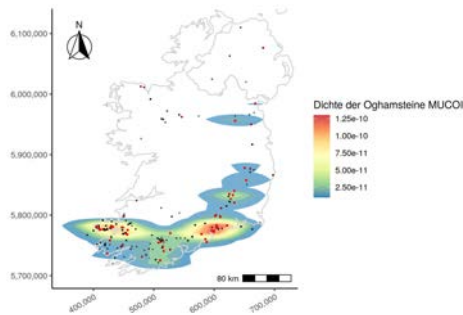 N
6,100,000
6,000,000
5,900,000
5,800,000
5,700,000
400,000
500,000
600,000
700,000
80 km
Dichte der Oghamsteine MUCOI
1.25e-10
1.00e-10
7.50e-11
5.00e-11
2.50e-11